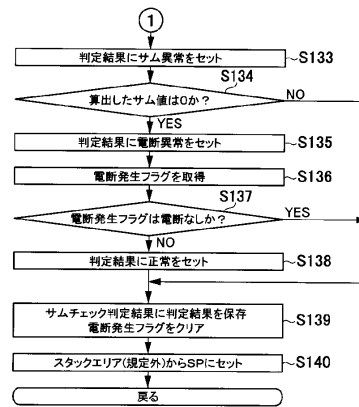 1
判定結果にサム異常をセット
S133
S134
算出したサム値は0か?
NO
YES
判定結果に電断異常をセット
S135
電断発生フラグを取得
S136
S137
電断発生フラグは電断なしか?
YES
NO
判定結果に正常をセット
S138
サムチェック判定結果に判定結果を保存
電断発生フラグをクリア
S139
スタックエリア(規定外)からSPにセット
S140
戻る